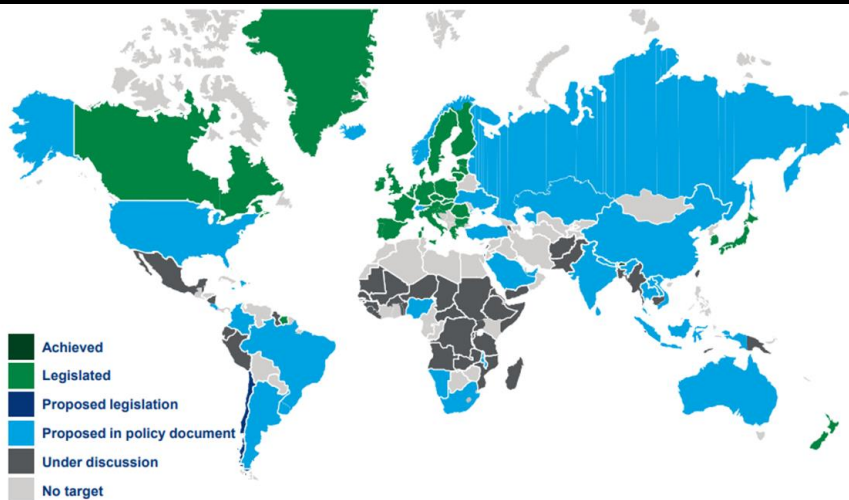 Achieved
Legislated
Proposed legislation
Proposed in policy document
Under discussion
No target